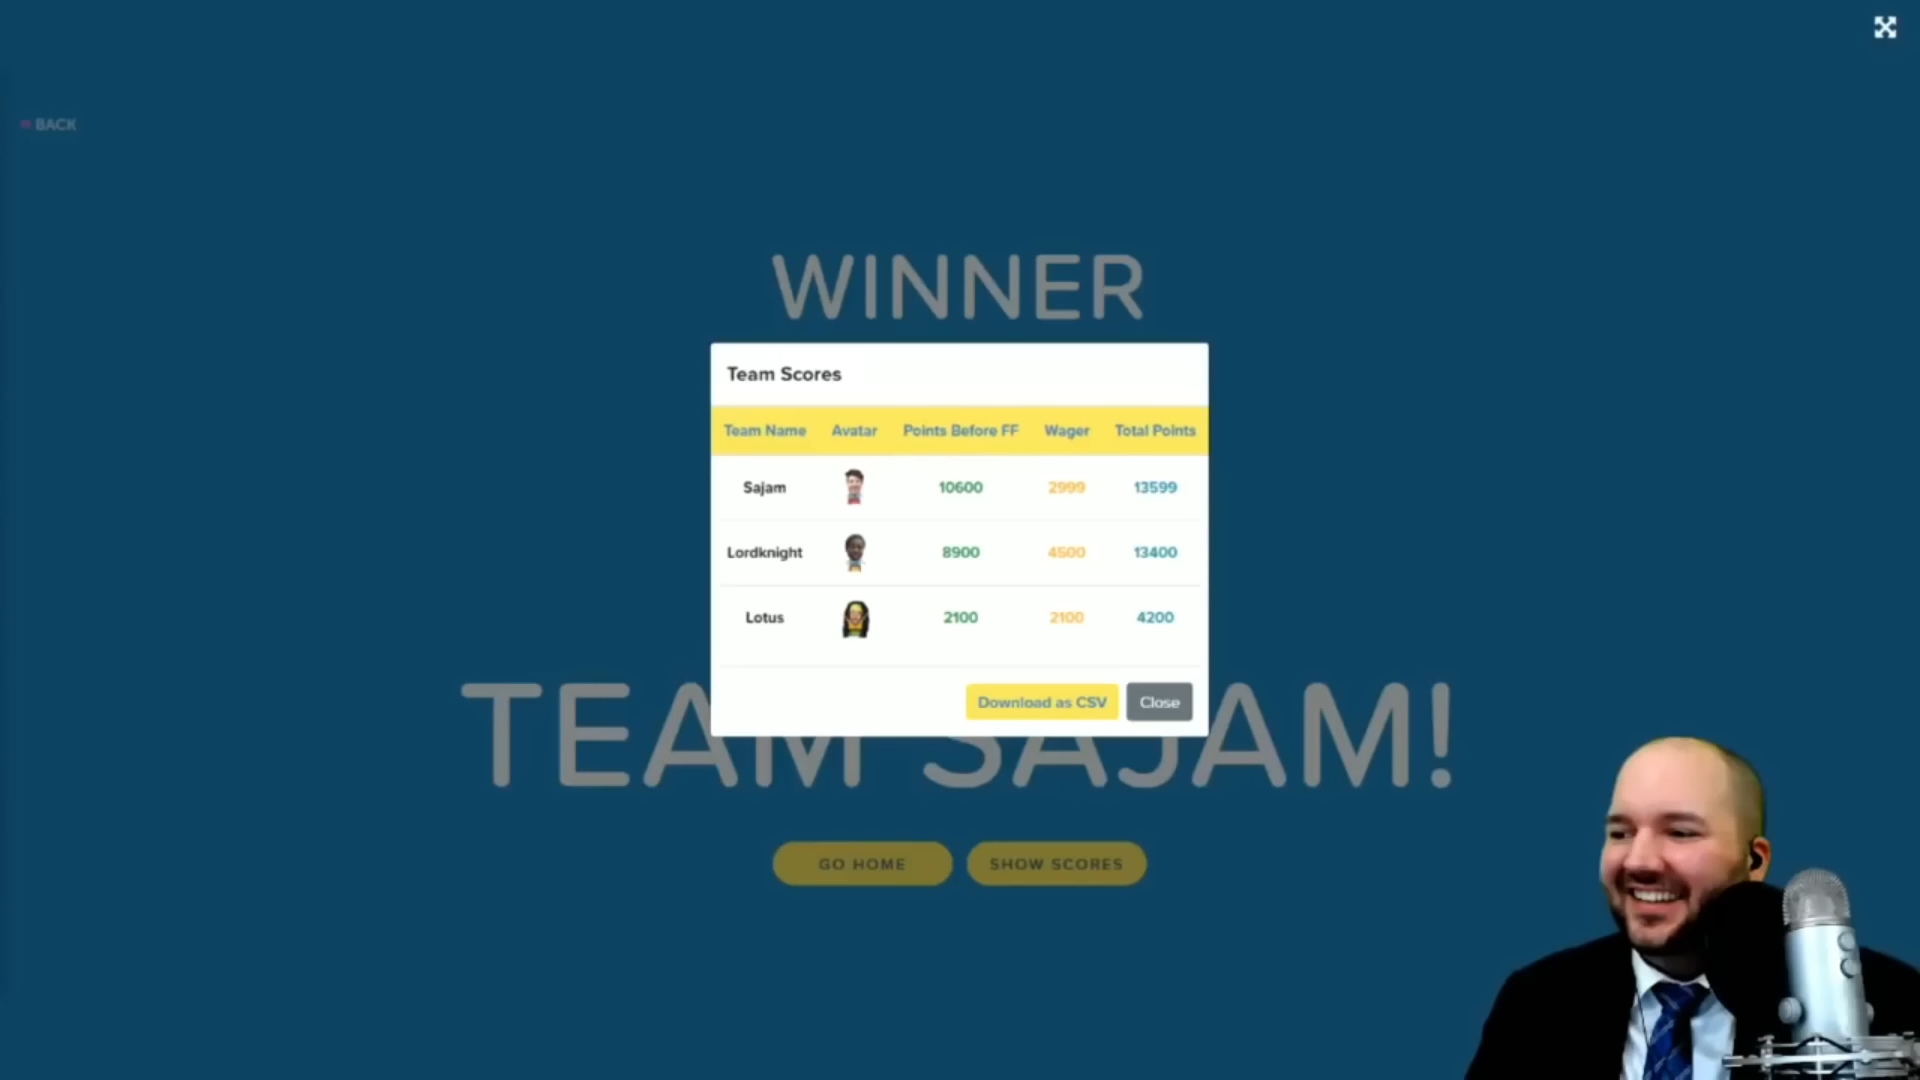 BACK
WINNER
Team Scores
Team Name Avatar Points Before FF Wager Total Points
Sajam 10600 2999 13599
Lordknight 8900 4500 13400
Lotus 2100 2100 4200
Download as CSV Close
TEAM SAJAM!
GO HOME SHOW SCORES